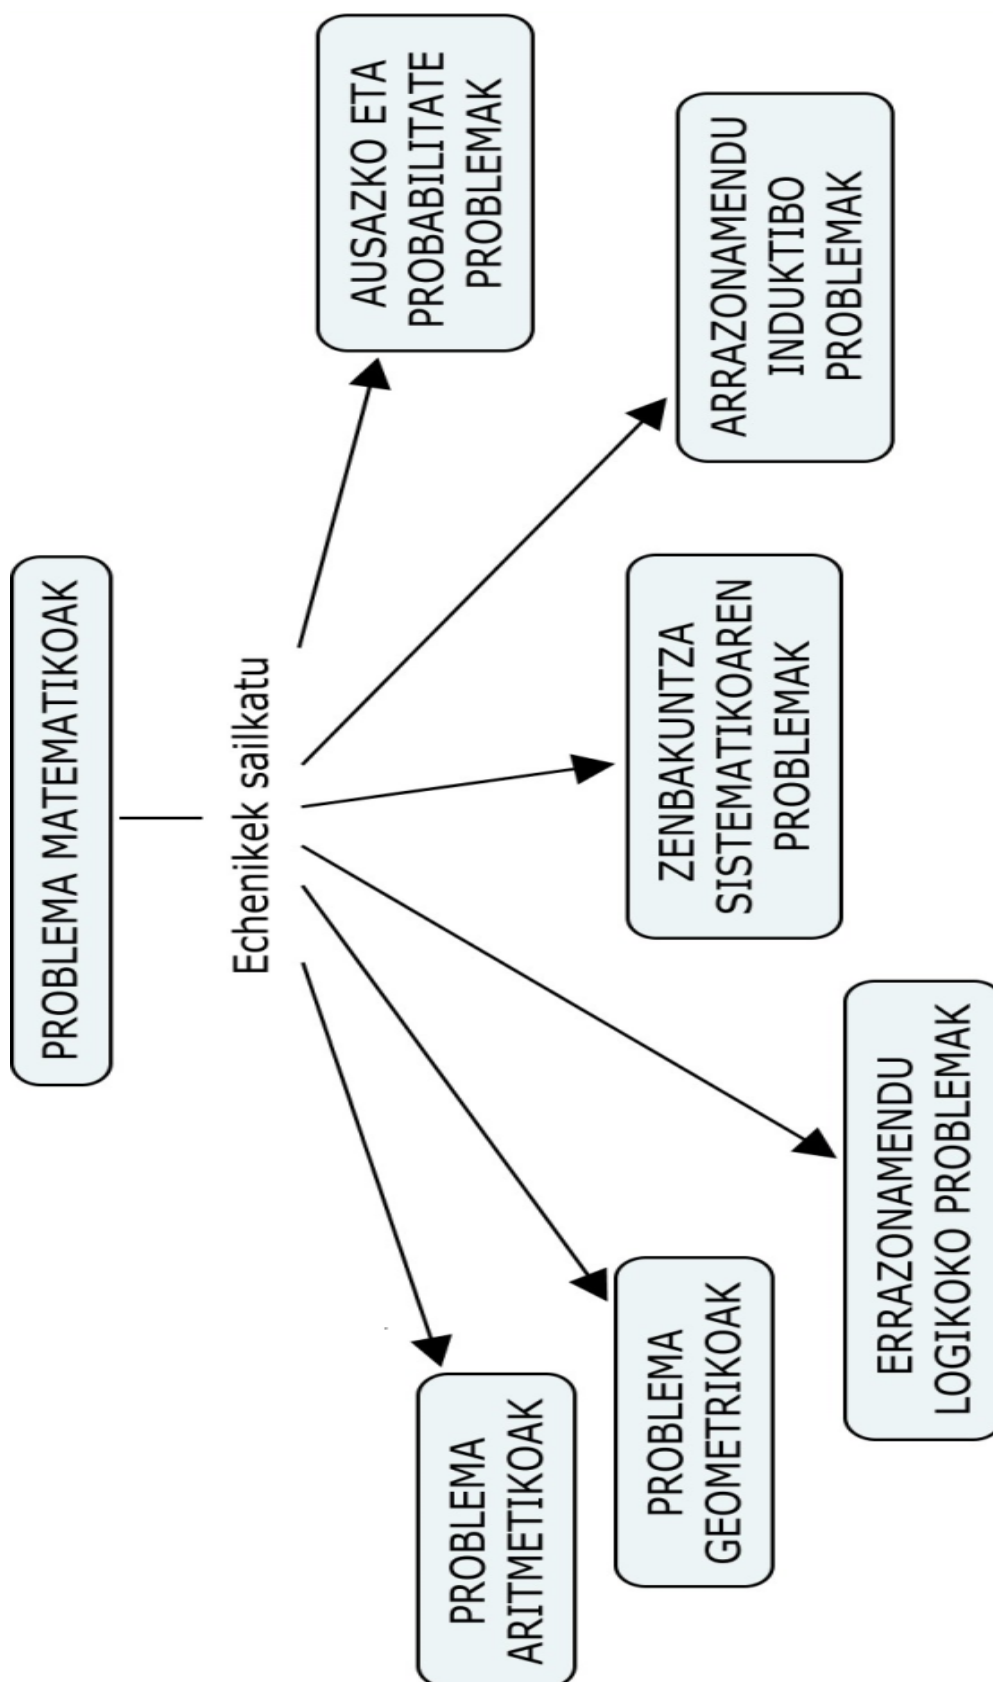 PROBLEMA MATEMATIKOAK
Echenikek sailkatu
PROBLEMA
ARITMETIKOAK
PROBLEMA
GEOMETRIKOAK
ERRAZONAMENDU
LOGIKOKO PROBLEMAK
ZENBAKUNTZA
SISTEMATIKOAREN
PROBLEMAK
ARRAZONAMENDU
INDUKTIBO
PROBLEMAK
AUSAZKO ETA
PROBABILITATE
PROBLEMAK